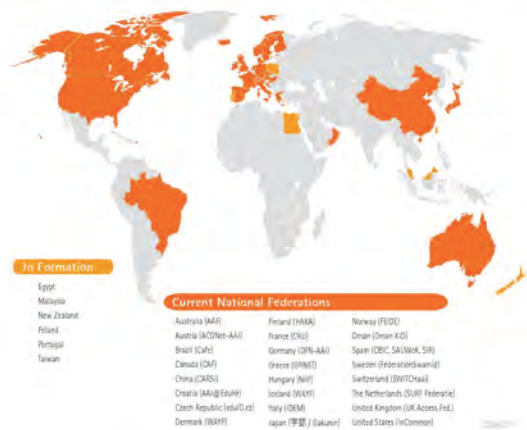 In Formation
Egypt
Malaysia
New Zealand
Poland
Portugal
Taiwan
Current National Federations
Australia (AAF)
Austria (ACONet-AAI)
Brazil (Cafe)
Canada (CAF)
China (CARSI)
Croatia (AAI@EduHr)
Czech Republic (eduID.cz)
Denmark (WAYF)
Finland (HAKA)
France (CRU)
Germany (DFN-AAI)
Greece (GRNET)
Hungary (NIIF)
Iceland (WAYF)
Italy (IDEM)
Japan (学認 / Gakunin)
Norway (FEIDE)
Oman (Oman KID)
Spain (CBIC, SAUWoK, SIR)
Sweden (FederationSwamid)
Switzerland (SWITCHaai)
The Netherlands (SURF Federatie)
United Kingdom (UK Access Fed.)
United States (InCommon)